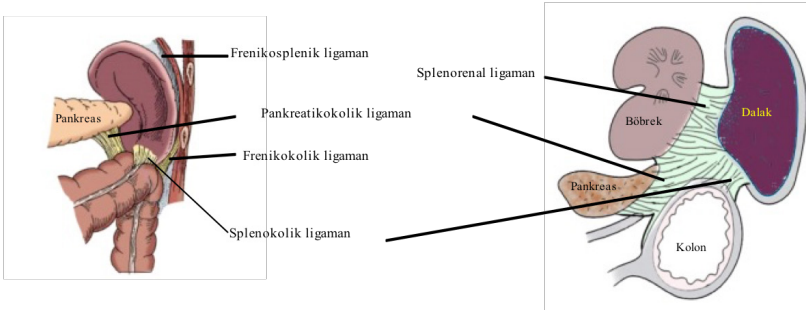 Frenikosplenik ligaman
Splenorenal ligaman
Pankreatikokolik ligaman
Pankreas
Böbrek
Dalak
Frenikokolik ligaman
Pankreas
Splenokolik ligaman
Kolon